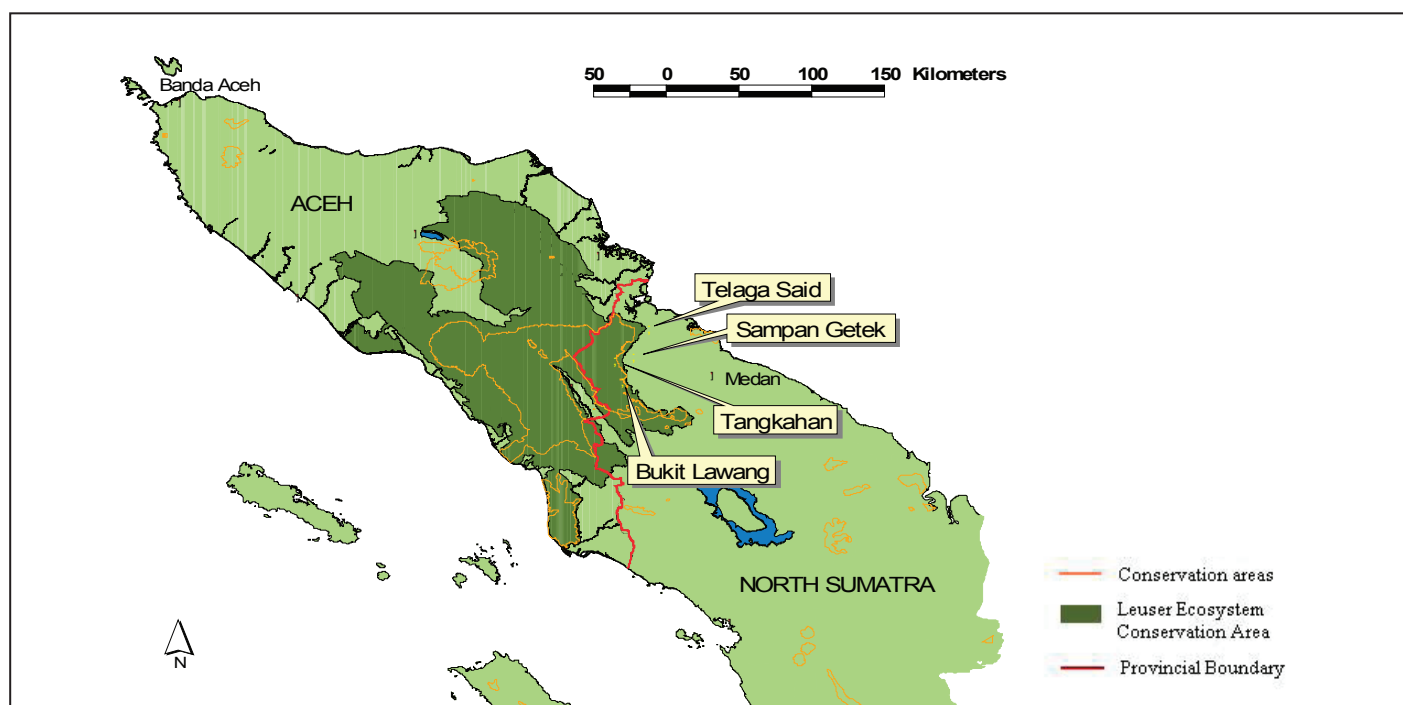 Banda Aceh
50 0 50 100 150 Kilometers
ACEH
Telaga Said
Sampan Getek
Medan
Tangkahan
Bukit Lawang
NORTH SUMATRA
Conservation areas
Leuser Ecosystem
Conservation Area
Provincial Boundary
N